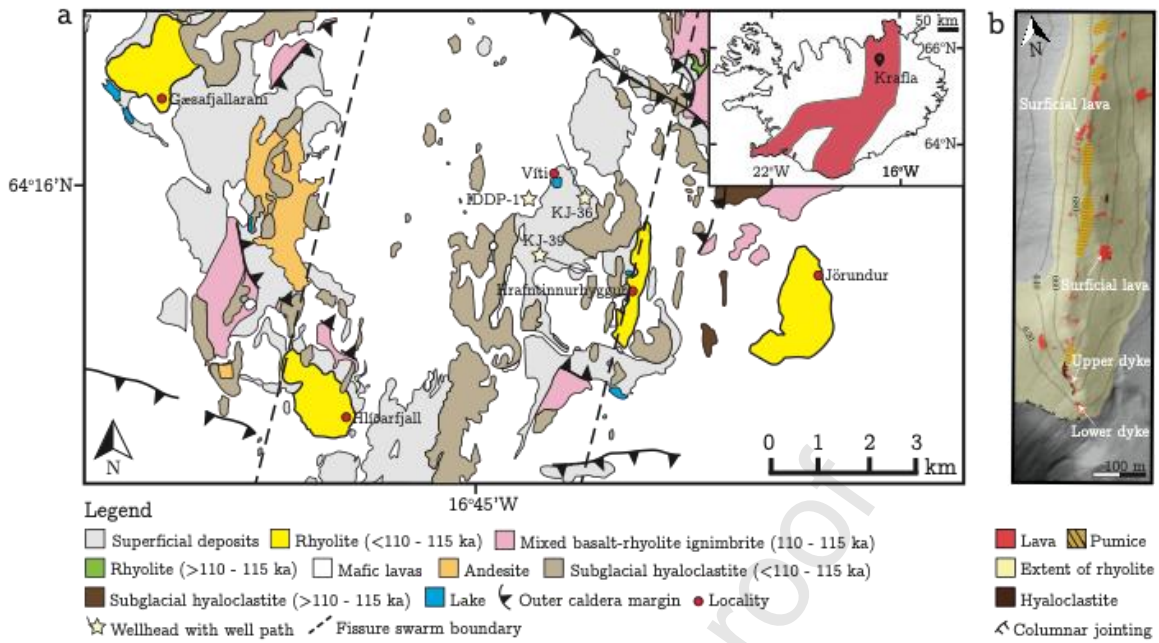 a
b
50 km
66°N
Krafla
64°N
22°W
16°W
N
Gæsafjallarani
Surficial lava
64°16'N
Víti
IDDP-1
KJ-36
KJ-39
Hrafntinnurhyggur
Jörundur
Surficial lava
Upper dyke
Hlíðarfjall
Lower dyke
N
0 1 2 3
km
100 m
16°45'W
Legend
Superficial deposits Rhyolite (<110 - 115 ka) Mixed basalt-rhyolite ignimbrite (110 - 115 ka)
Rhyolite (>110 - 115 ka) Mafic lavas Andesite Subglacial hyaloclastite (<110 - 115 ka)
Subglacial hyaloclastite (>110 - 115 ka) Lake Outer caldera margin Locality
Wellhead with well path Fissure swarm boundary
Lava Pumice
Extent of rhyolite
Hyaloclastite
Columnar jointing
roof